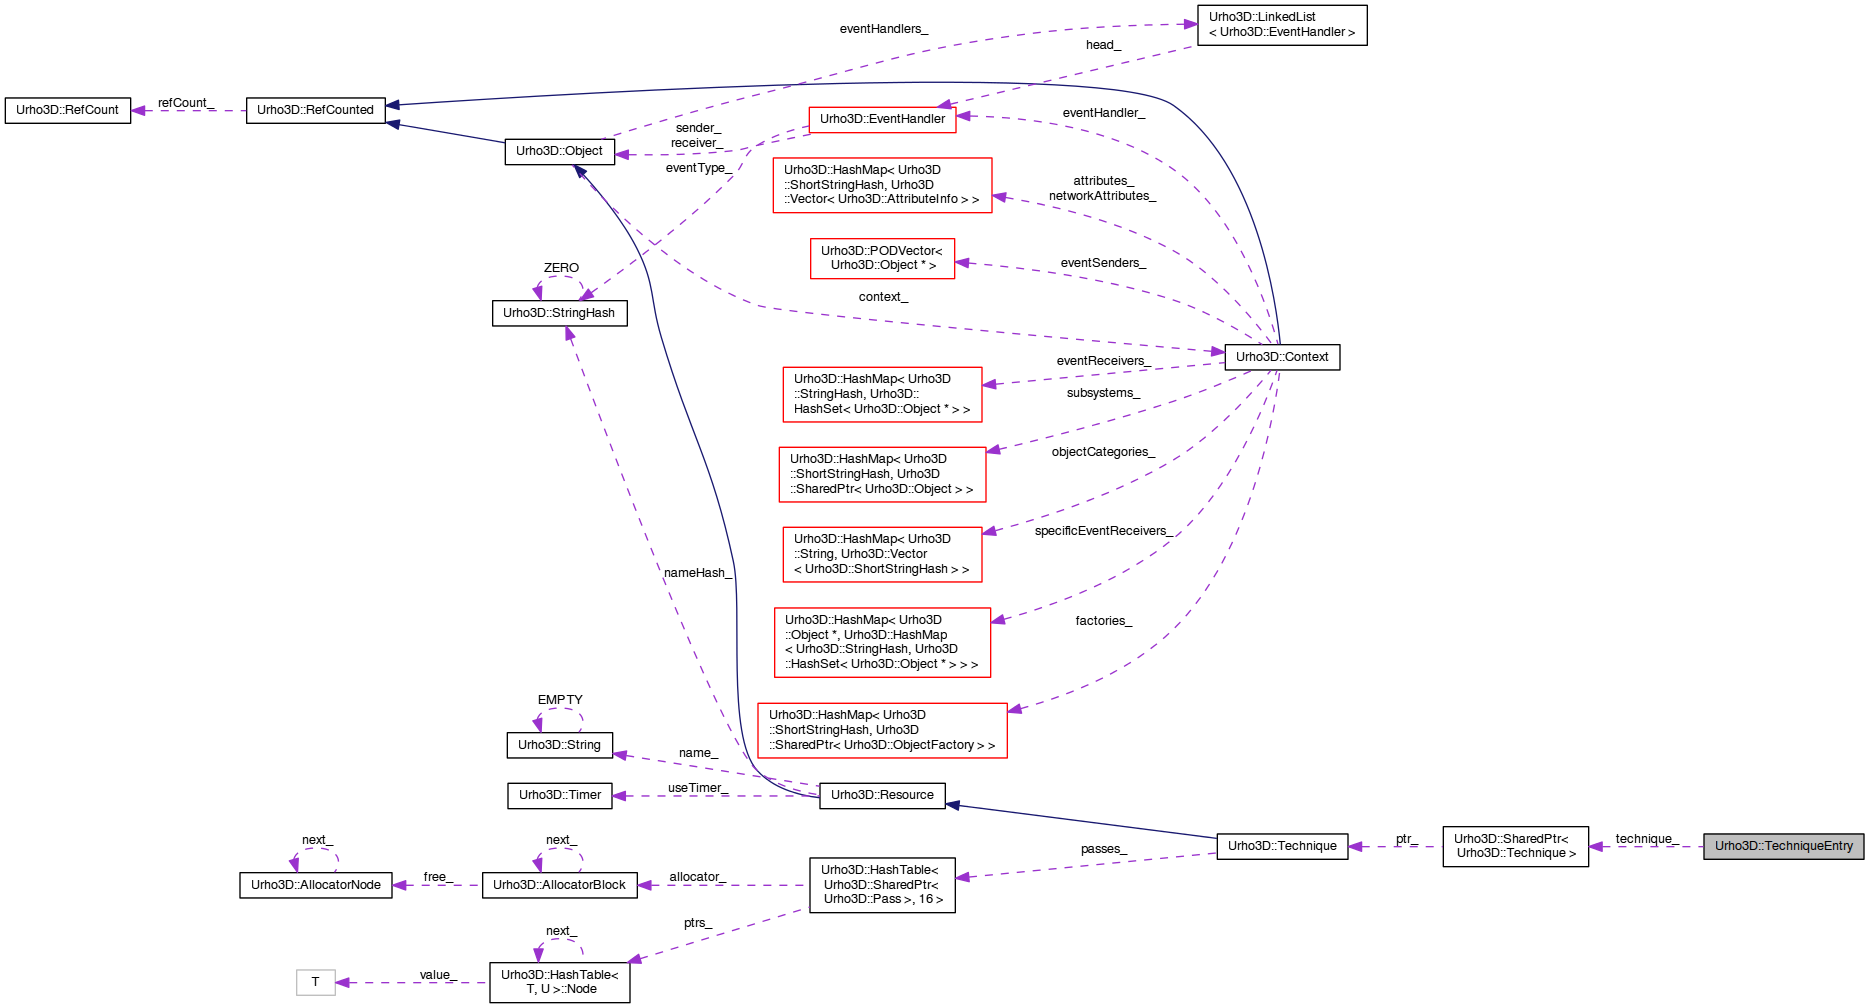 Urho3D::LinkedList
< Urho3D::EventHandler >
eventHandlers_
head_
Urho3D::RefCount
refCount_
Urho3D::RefCounted
Urho3D::EventHandler
eventHandler_
sender_
receiver_
Urho3D::Object
eventType_
Urho3D::HashMap< Urho3D
::ShortStringHash, Urho3D
::Vector< Urho3D::AttributeInfo > >
attributes_
networkAttributes_
Urho3D::PODVector<
Urho3D::Object * >
eventSenders_
ZERO
Urho3D::StringHash
context_
Urho3D::Context
eventReceivers_
Urho3D::HashMap< Urho3D
::StringHash, Urho3D::
HashSet< Urho3D::Object * > >
subsystems_
Urho3D::HashMap< Urho3D
::ShortStringHash, Urho3D
::SharedPtr< Urho3D::Object > >
objectCategories_
Urho3D::HashMap< Urho3D
::String, Urho3D::Vector
< Urho3D::ShortStringHash > >
specificEventReceivers_
nameHash_
Urho3D::HashMap< Urho3D
::Object *, Urho3D::HashMap
< Urho3D::StringHash, Urho3D
::HashSet< Urho3D::Object * > > >
factories_
Urho3D::HashMap< Urho3D
::ShortStringHash, Urho3D
::SharedPtr< Urho3D::ObjectFactory > >
EMPTY
Urho3D::String
name_
Urho3D::Timer
useTimer_
Urho3D::Resource
Urho3D::Technique
ptr_
Urho3D::SharedPtr<
Urho3D::Technique >
technique_
Urho3D::TechniqueEntry
passes_
Urho3D::HashTable<
Urho3D::SharedPtr<
Urho3D::Pass >, 16 >
allocator_
next_
Urho3D::AllocatorBlock
free_
next_
Urho3D::AllocatorNode
ptrs_
next_
Urho3D::HashTable<
T, U >::Node
value_
T